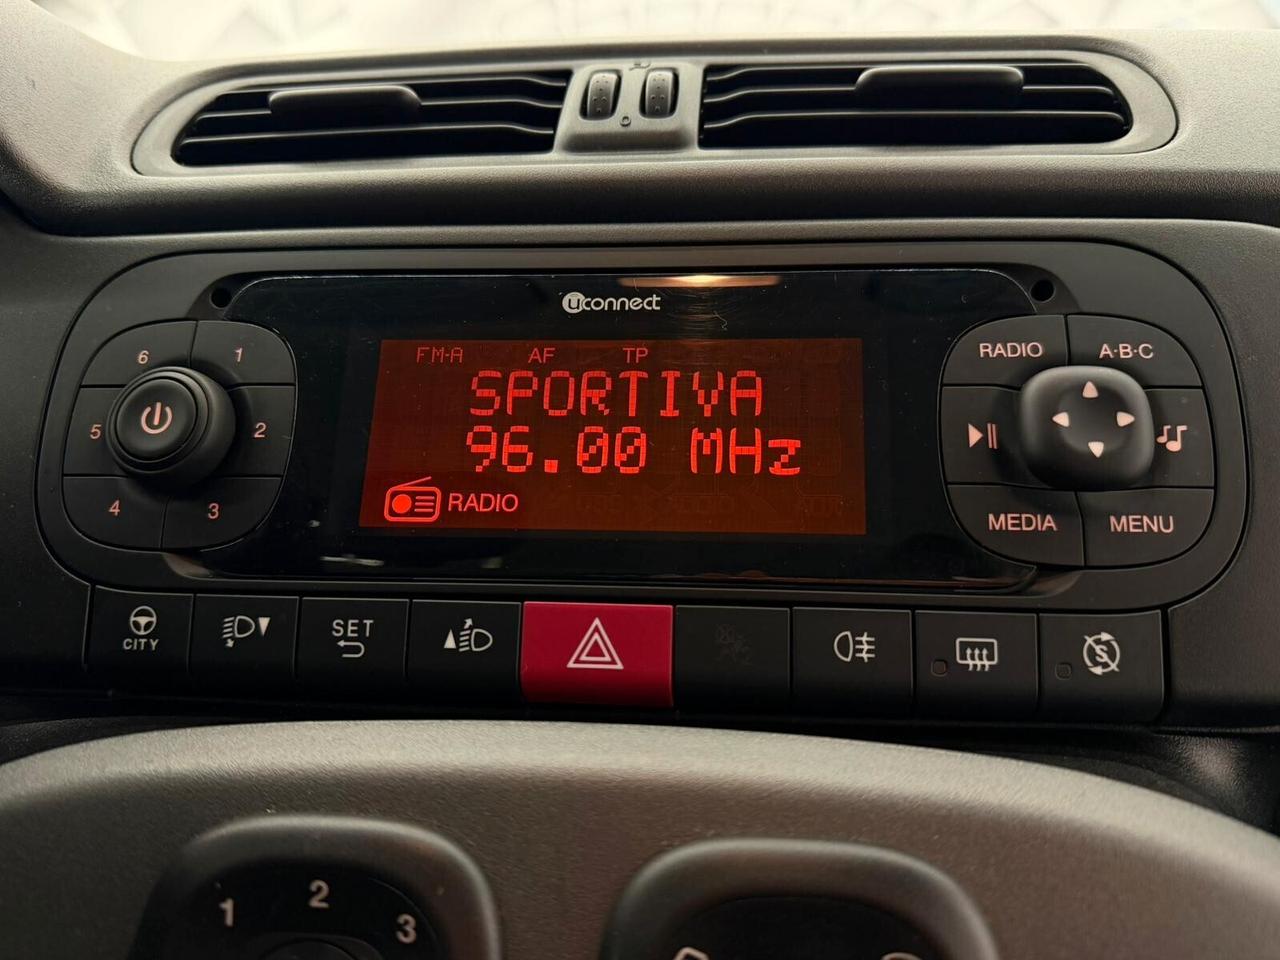 uconnect
6 1
5 2
4 3
FM-A AF TP
SPORTIVA
96.00 MHz
RADIO
RADIO A·B·C
MEDIA MENU
CITY
SET
S
1 2 3